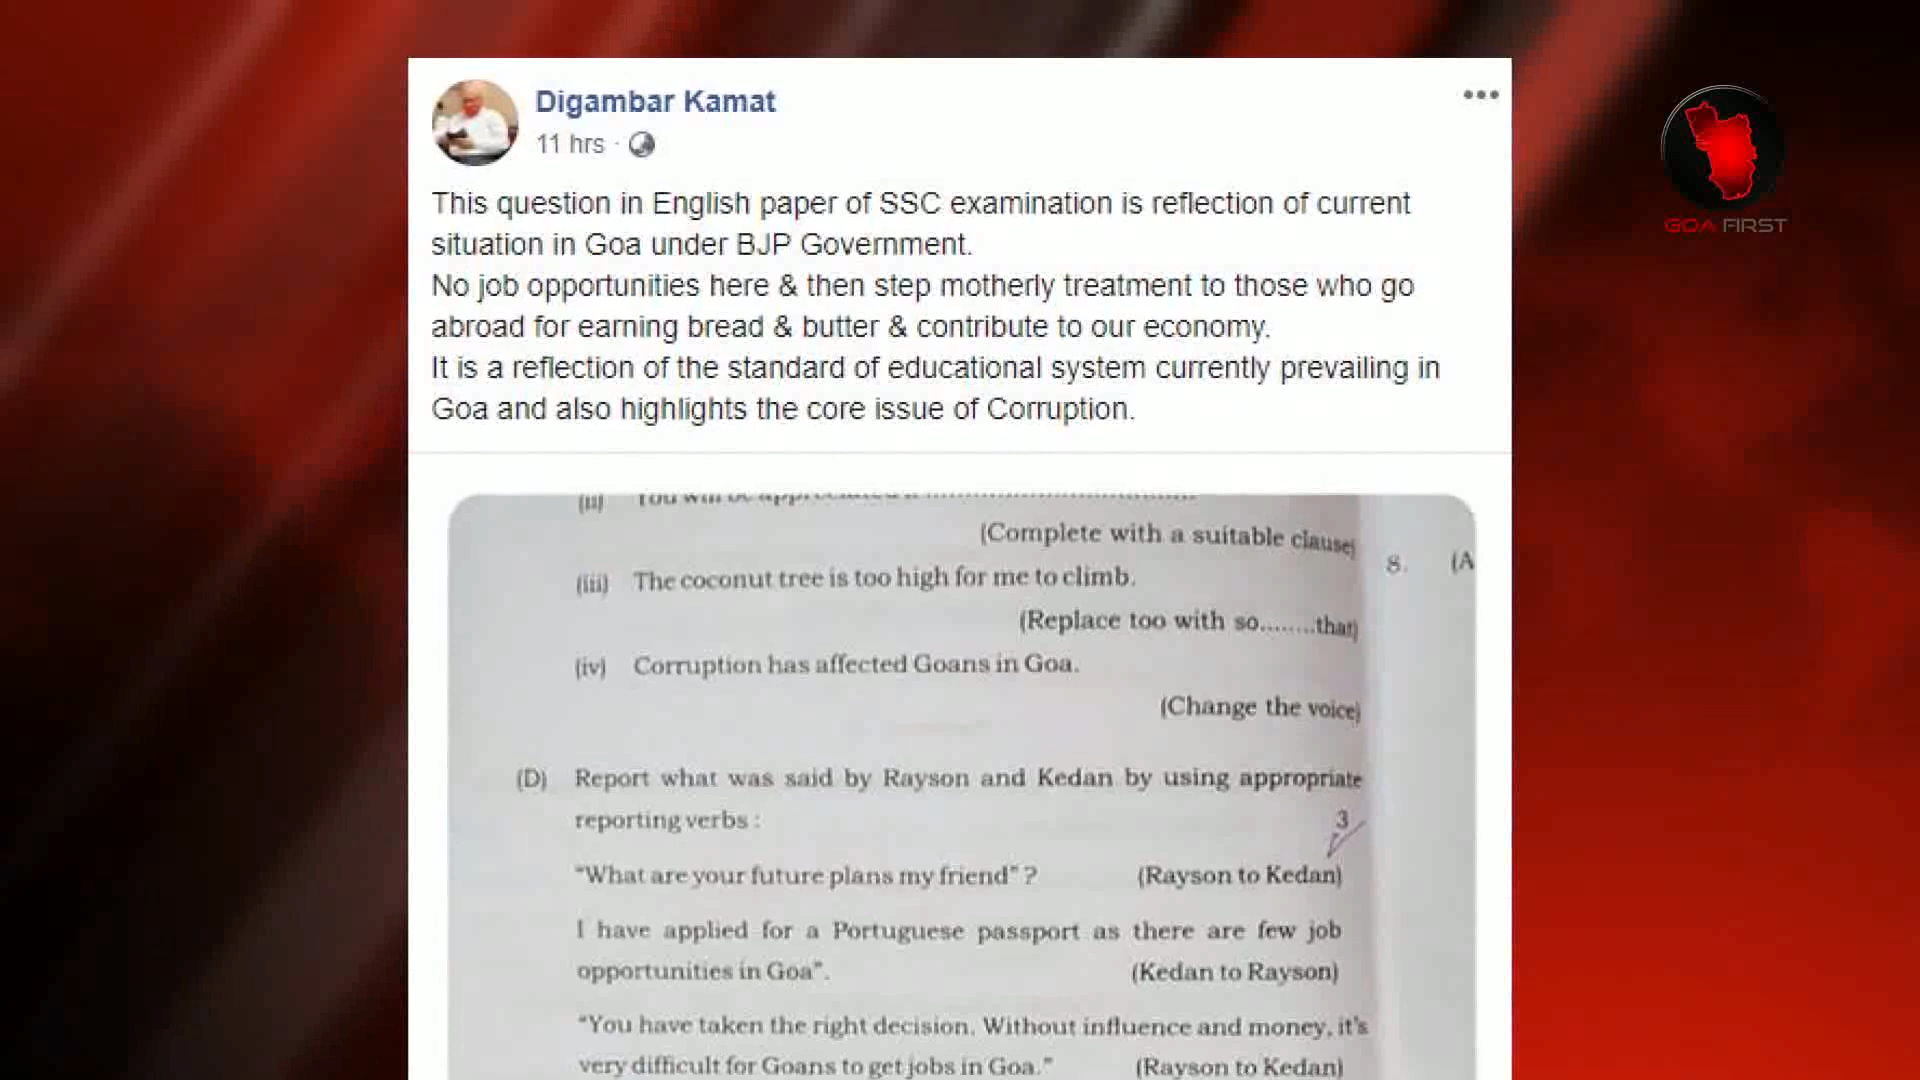 Digambar Kamat
11 hrs ·
This question in English paper of SSC examination is reflection of current
situation in Goa under BJP Government.
No job opportunities here & then step motherly treatment to those who go
abroad for earning bread & butter & contribute to our economy.
It is a reflection of the standard of educational system currently prevailing in
Goa and also highlights the core issue of Corruption.
GOA FIRST
(ii) You will be appreciated if ........................................
(Complete with a suitable clause)
(iii) The coconut tree is too high for me to climb.
(Replace too with so........that)
(iv) Corruption has affected Goans in Goa.
(Change the voice)
8. (A
(D) Report what was said by Rayson and Kedan by using appropriate
reporting verbs :
3
“What are your future plans my friend” ? (Rayson to Kedan)
I have applied for a Portuguese passport as there are few job
opportunities in Goa”. (Kedan to Rayson)
“You have taken the right decision. Without influence and money, it’s
very difficult for Goans to get jobs in Goa.” (Rayson to Kedan)